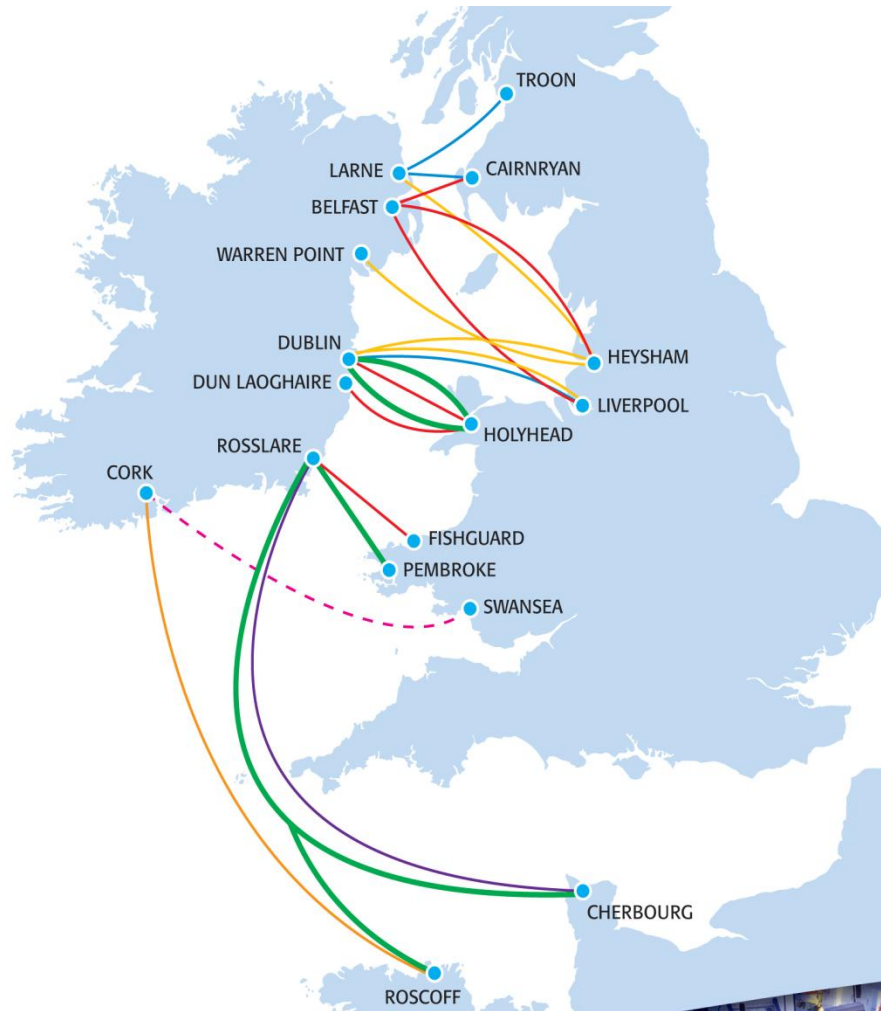 TROON
LARNE
CAIRNRYAN
BELFAST
WARREN POINT
DUBLIN
HEYSHAM
DUN LAOGHAIRE
LIVERPOOL
HOLYHEAD
ROSSLARE
CORK
FISHGUARD
PEMBROKE
SWANSEA
CHERBOURG
ROSCOFF